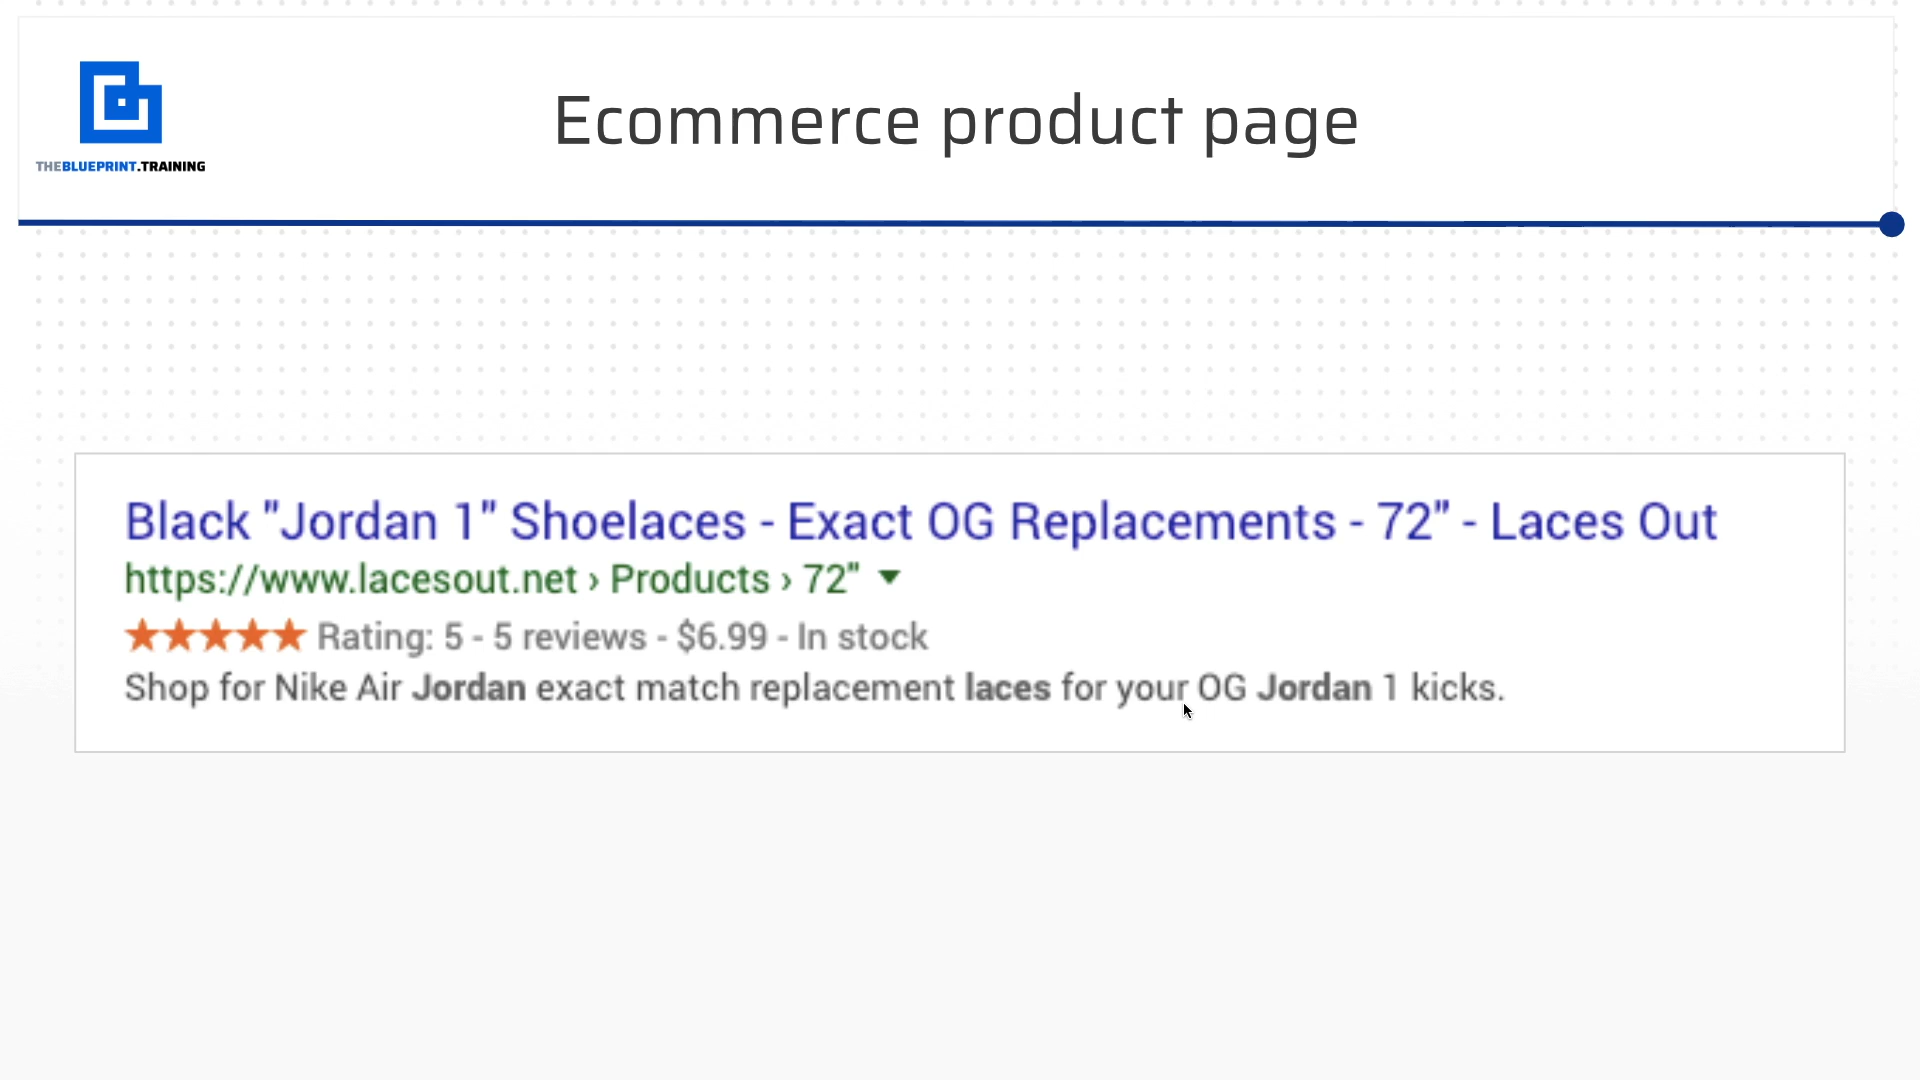 THEBLUEPRINT.TRAINING
Ecommerce product page
Black "Jordan 1" Shoelaces - Exact OG Replacements - 72" - Laces Out
https://www.lacesout.net › Products › 72"
Rating: 5 - 5 reviews - $6.99 - In stock
Shop for Nike Air Jordan exact match replacement laces for your OG Jordan 1 kicks.